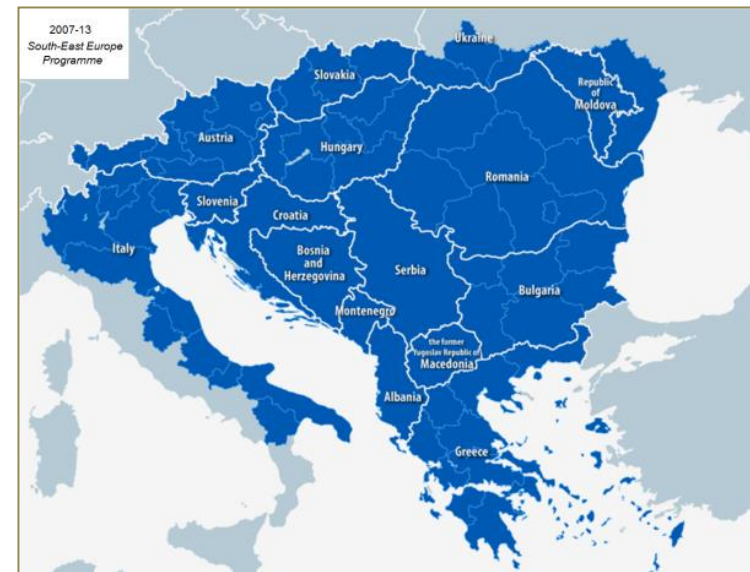 2007-13
South-East Europe
Programme
Ukraine
Slovakia
Republic
of
Moldova
Austria
Hungary
Romania
Slovenia
Croatia
Italy
Bosnia
and
Herzegovina
Serbia
Bulgaria
Montenegro
the former
Yugoslav Republic of
Macedonia
Albania
Greece